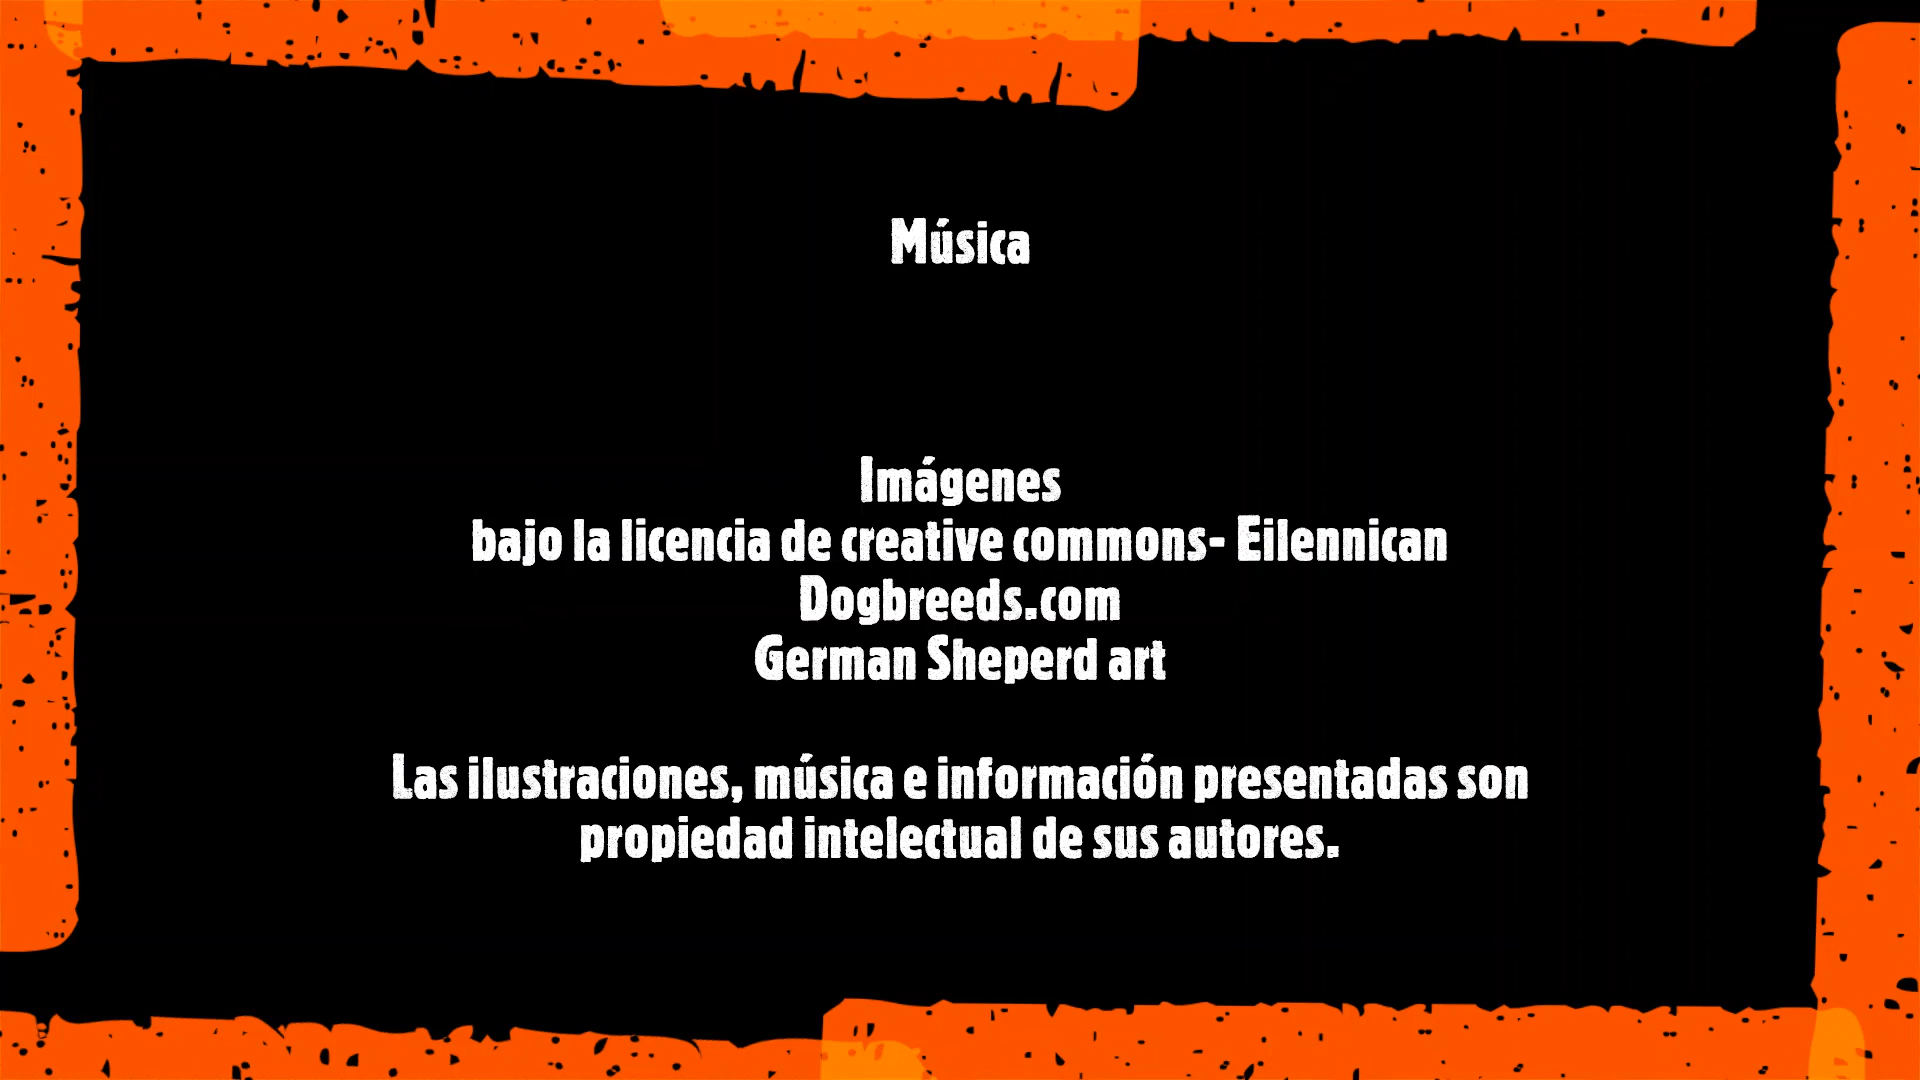 Música
Imágenes
bajo la licencia de creative commons- Eilennican
Dogbreeds.com
German Sheperd art
Las ilustraciones, música e información presentadas son
propiedad intelectual de sus autores.